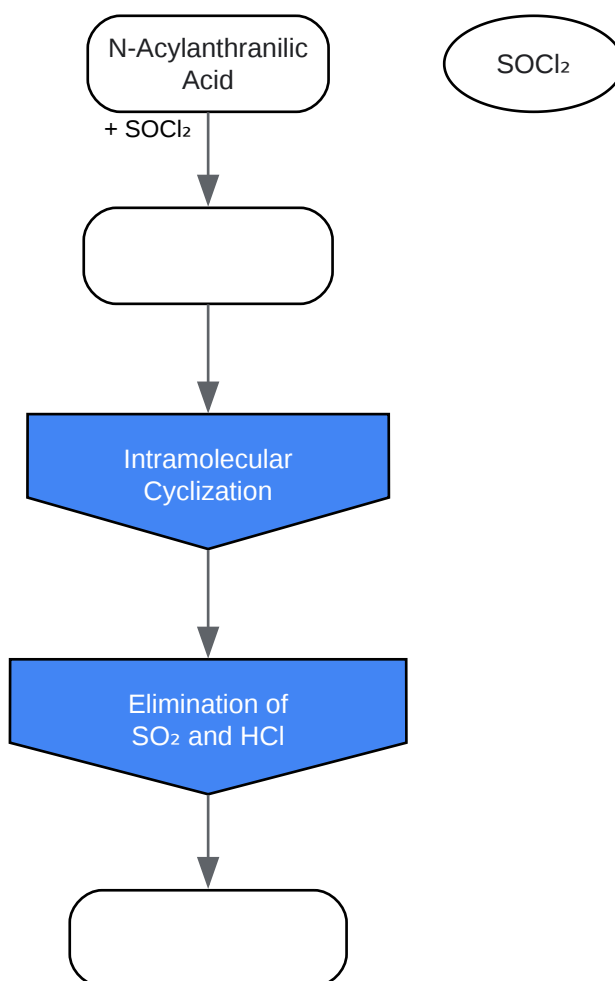 N-Acylanthranilic
Acid
SOCl₂
+ SOCl₂
Intramolecular
Cyclization
Elimination of
SO₂ and HCl